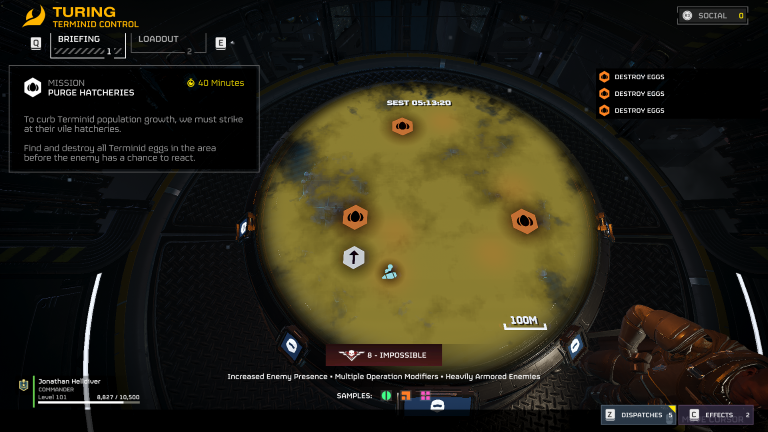 TURING
TERMINID CONTROL
SOCIAL 0
Q
BRIEFING
1
LOADOUT
2
E
MISSION
PURGE HATCHERIES
40 Minutes
To curb Terminid population growth, we must strike
at their vile hatcheries.
Find and destroy all Terminid eggs in the area
before the enemy has a chance to react.
DESTROY EGGS
DESTROY EGGS
DESTROY EGGS
SEST 05:13:20
100M
8 - IMPOSSIBLE
Increased Enemy Presence • Multiple Operation Modifiers • Heavily Armored Enemies
SAMPLES:
Jonathan Helldiver
COMMANDER
Level 101
8,827 / 10,500
Z DISPATCHES 5
C EFFECTS 2